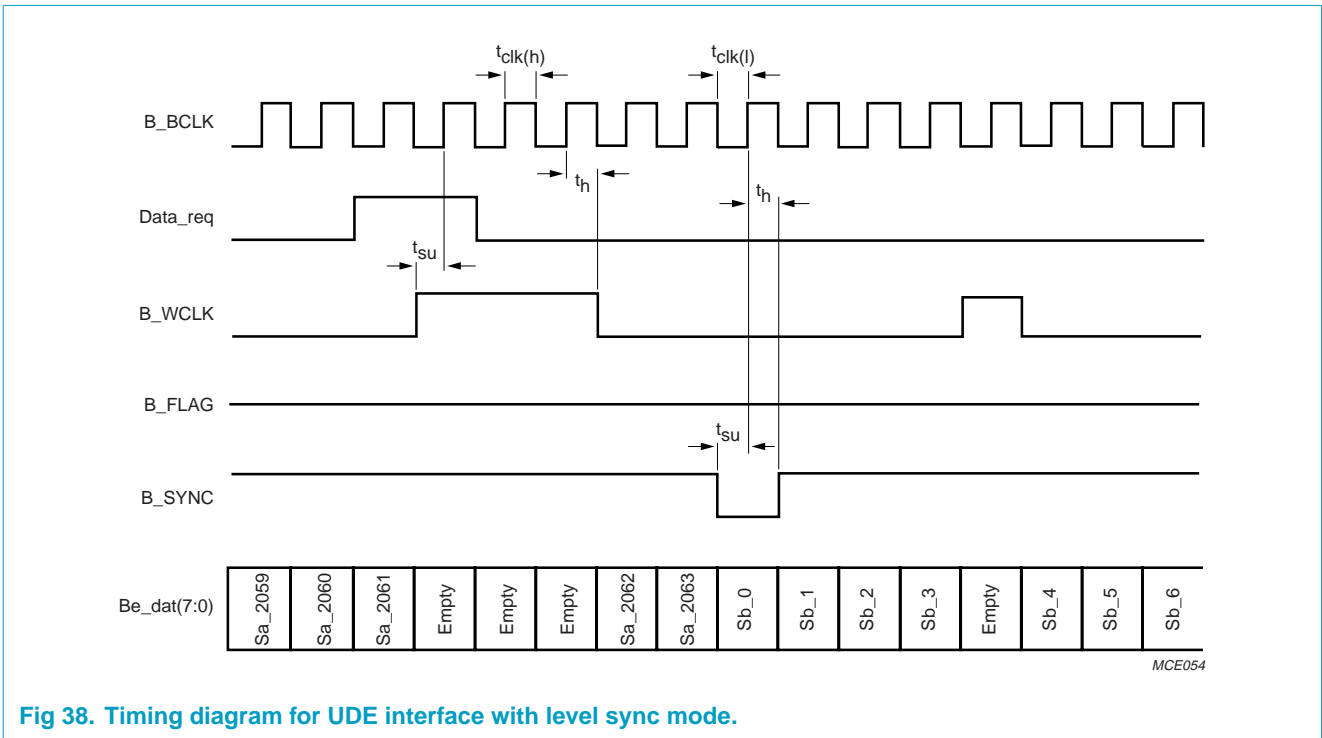 tclk(h) tclk(l)
B_BCLK
th
th
Data_req
tsu
B_WCLK
B_FLAG
tsu
B_SYNC
Be_dat(7:0) Sa_2059 Sa_2060 Sa_2061 Empty Empty Empty Sa_2062 Sa_2063 Sb_0 Sb_1 Sb_2 Sb_3 Empty Sb_4 Sb_5 Sb_6
MCE054
Fig 38. Timing diagram for UDE interface with level sync mode.